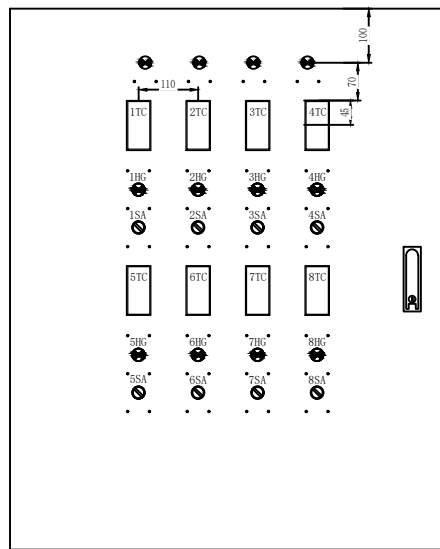 100
70
110
45
1TC 2TC 3TC 4TC
1HG 2HG 3HG 4HG
1SA 2SA 3SA 4SA
5TC 6TC 7TC 8TC
5HG 6HG 7HG 8HG
5SA 6SA 7SA 8SA